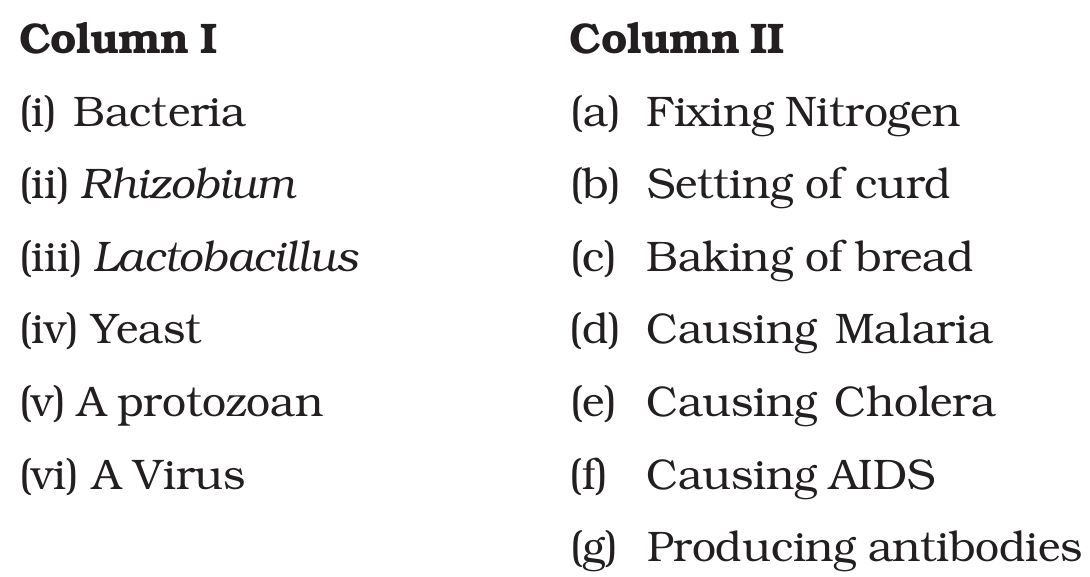 Column I Column II
(i) Bacteria (a) Fixing Nitrogen
(ii) Rhizobium (b) Setting of curd
(iii) Lactobacillus (c) Baking of bread
(iv) Yeast (d) Causing Malaria
(v) A protozoan (e) Causing Cholera
(vi) A Virus (f) Causing AIDS
(g) Producing antibodies